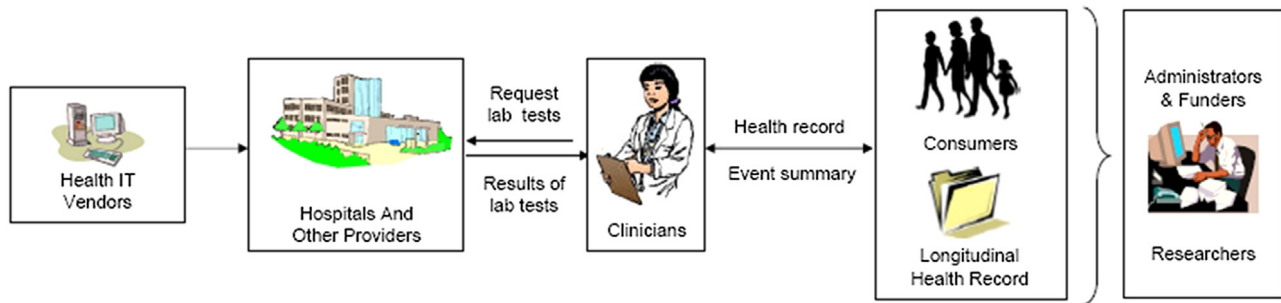 Health IT
Vendors
Hospitals And
Other Providers
Request
lab tests
Results of
lab tests
Clinicians
Health record
Event summary
Consumers
Longitudinal
Health Record
Administrators
& Funders
Researchers